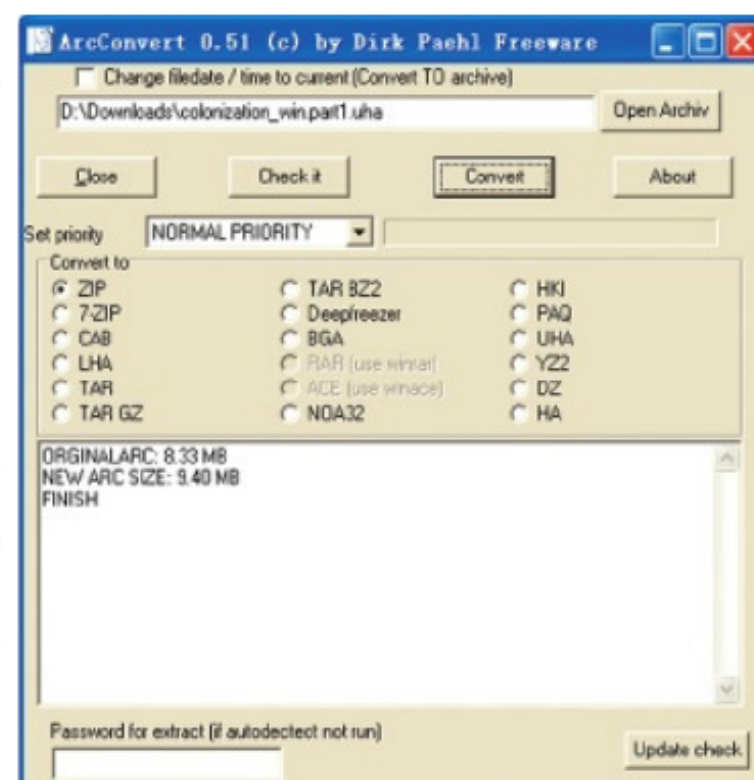 ArcConvert 0.51 (c) by Dirk Paehl Freeware
Change filedate / time to current (Convert TO archive)
D:\Downloads\colonization_win.part1.uha Open Archiv
Close Check it Convert About
Set priority NORMAL PRIORITY
Convert to
ZIP TAR BZ2 HKI
7-ZIP Deepfreezer PAQ
CAB BGA UHA
LHA RAR (use winrar) YZ2
TAR ACE (use winace) DZ
TAR GZ NOA32 HA
ORGINALARC: 8.33 MB
NEW ARC SIZE: 9.40 MB
FINISH
Password for extract (if autodectect not run)
Update check